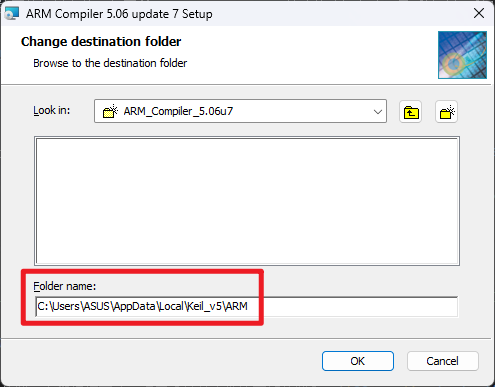 ARM Compiler 5.06 update 7 Setup
Change destination folder
Browse to the destination folder
Look in:
ARM_Compiler_5.06u7
Folder name:
C:\Users\ASUS\AppData\Local\Keil_v5\ARM
OK
Cancel